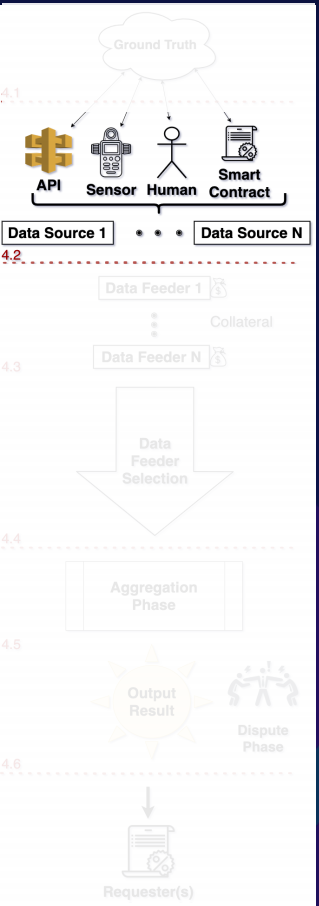 Ground Truth
4.1
API
Sensor
Human
Smart
Contract
Data Source 1
Data Source N
4.2
Data Feeder 1
Collateral
Data Feeder N
4.3
Data
Feeder
Selection
4.4
Aggregation
Phase
4.5
Output
Result
Dispute
Phase
4.6
Requester(s)